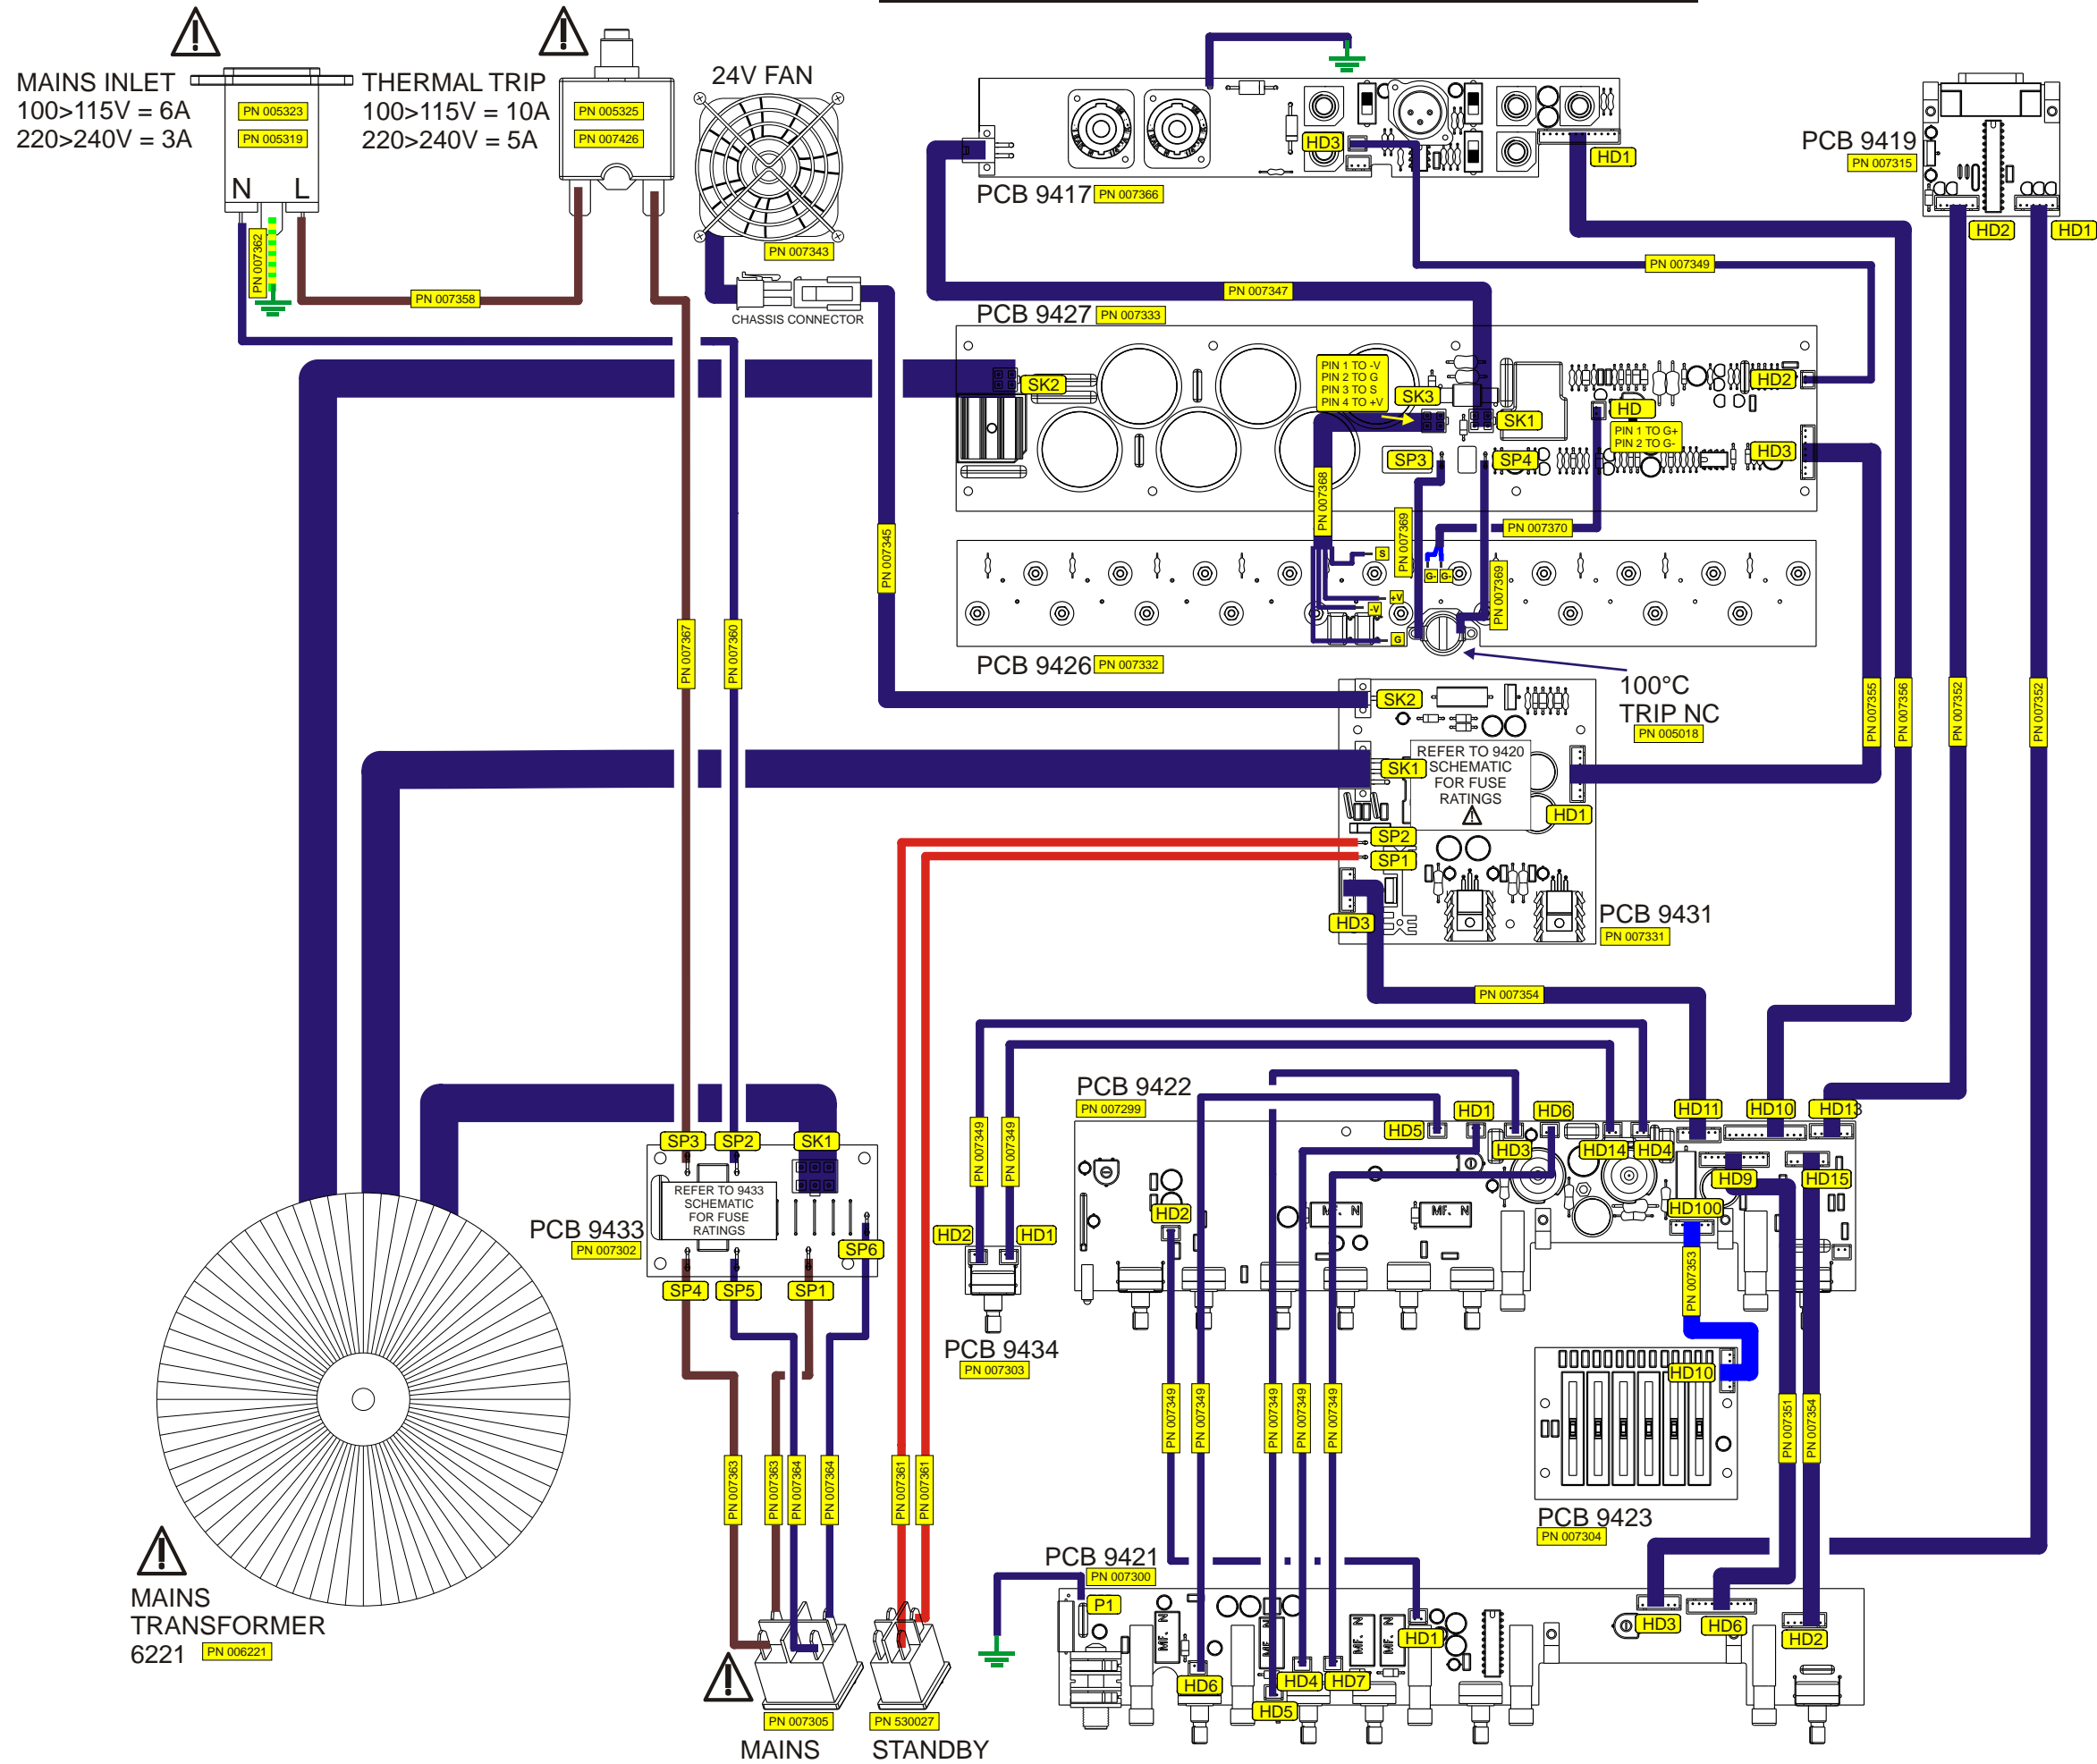 MAINS INLET
100>115V = 6A
220>240V = 3A
PN 005323
PN 005319
N L
PN 007362
THERMAL TRIP
100>115V = 10A
220>240V = 5A
PN 005325
PN 007426
PN 007358
24V FAN
PN 007343
CHASSIS CONNECTOR
HD3
HD1
PCB 9417
PN 007366
PCB 9419
PN 007315
HD2
HD1
PN 007349
PN 007347
PCB 9427
PN 007333
SK2
PIN 1 TO -V
PIN 2 TO G
PIN 3 TO S
PIN 4 TO +V
SK3
SK1
HD2
HD
PIN 1 TO G+
PIN 2 TO G-
HD3
SP3
SP4
PN 007368
PN 007369
PN 007370
PN 007345
S
G-
G-
+V
-V
G
PN 007369
PCB 9426
PN 007332
100°C
TRIP NC
PN 005018
PN 007367
PN 007360
PN 007355
PN 007356
PN 007352
PN 007352
SK2
REFER TO 9420
SCHEMATIC
FOR FUSE
RATINGS
SK1
HD1
SP2
SP1
HD3
PCB 9431
PN 007331
PN 007354
PCB 9422
PN 007299
HD5
HD1
HD3
HD6
HD14
HD4
HD11
HD10
HD13
HD9
HD15
HD100
HD2
MF. N
MF. N
PN 007349
PN 007349
HD2
HD1
PCB 9434
PN 007303
SP3
SP2
SK1
REFER TO 9433
SCHEMATIC
FOR FUSE
RATINGS
PCB 9433
PN 007302
SP6
SP4
SP5
SP1
PN 007353
HD10
PCB 9423
PN 007304
PN 007351
PN 007354
PN 007349
PN 007349
PN 007349
PN 007349
PN 007349
PN 007363
PN 007363
PN 007364
PN 007364
PN 007361
PN 007361
MAINS
TRANSFORMER
6221
PN 006221
PCB 9421
PN 007300
P1
MF. N
MF. N
MF. N
MF. N
HD1
HD3
HD6
HD2
HD6
HD5
HD4
HD7
PN 007305
MAINS
PN 530027
STANDBY